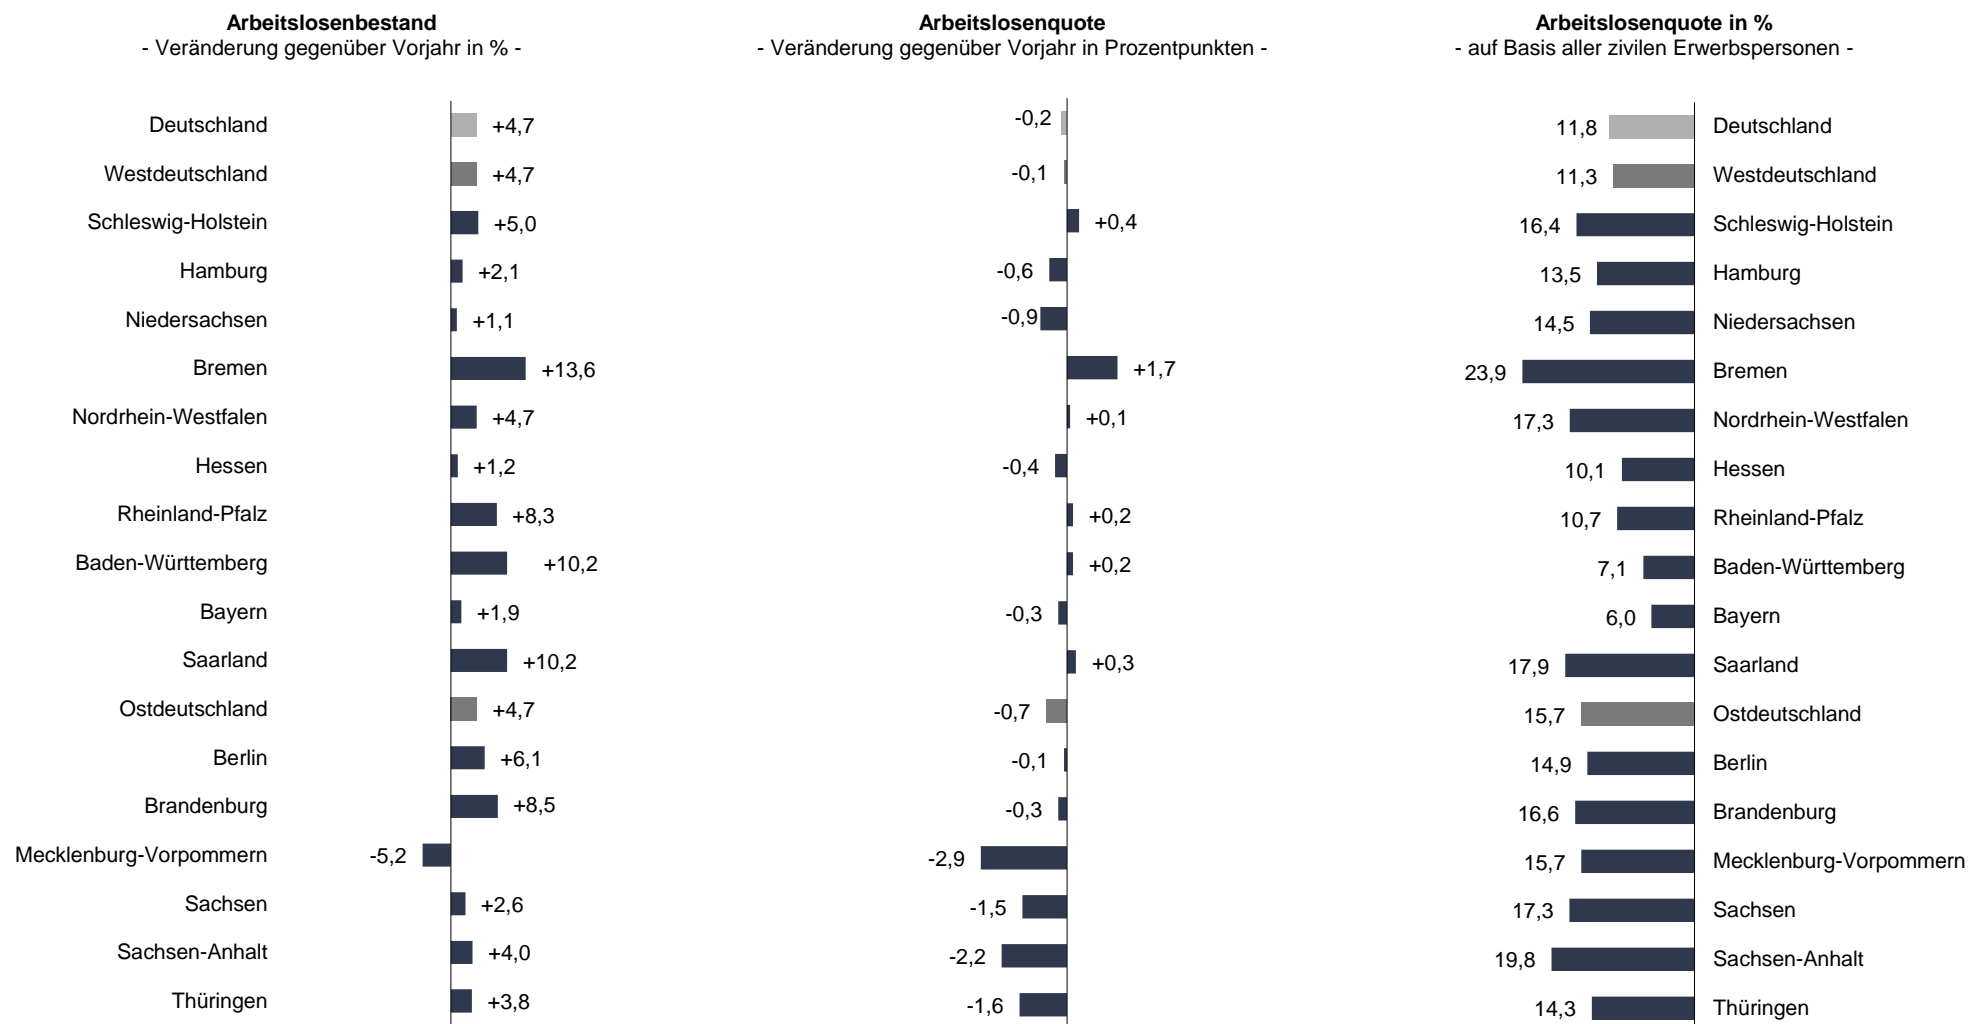 Arbeitslosenbestand
- Veränderung gegenüber Vorjahr in % -
Arbeitslosenquote
- Veränderung gegenüber Vorjahr in Prozentpunkten -
Arbeitslosenquote in %
- auf Basis aller zivilen Erwerbspersonen -
Deutschland +4,7 -0,2 11,8 Deutschland
Westdeutschland +4,7 -0,1 11,3 Westdeutschland
Schleswig-Holstein +5,0 +0,4 16,4 Schleswig-Holstein
Hamburg +2,1 -0,6 13,5 Hamburg
Niedersachsen +1,1 -0,9 14,5 Niedersachsen
Bremen +13,6 +1,7 23,9 Bremen
Nordrhein-Westfalen +4,7 +0,1 17,3 Nordrhein-Westfalen
Hessen +1,2 -0,4 10,1 Hessen
Rheinland-Pfalz +8,3 +0,2 10,7 Rheinland-Pfalz
Baden-Württemberg +10,2 +0,2 7,1 Baden-Württemberg
Bayern +1,9 -0,3 6,0 Bayern
Saarland +10,2 +0,3 17,9 Saarland
Ostdeutschland +4,7 -0,7 15,7 Ostdeutschland
Berlin +6,1 -0,1 14,9 Berlin
Brandenburg +8,5 -0,3 16,6 Brandenburg
Mecklenburg-Vorpommern -5,2 -2,9 15,7 Mecklenburg-Vorpommern
Sachsen +2,6 -1,5 17,3 Sachsen
Sachsen-Anhalt +4,0 -2,2 19,8 Sachsen-Anhalt
Thüringen +3,8 -1,6 14,3 Thüringen